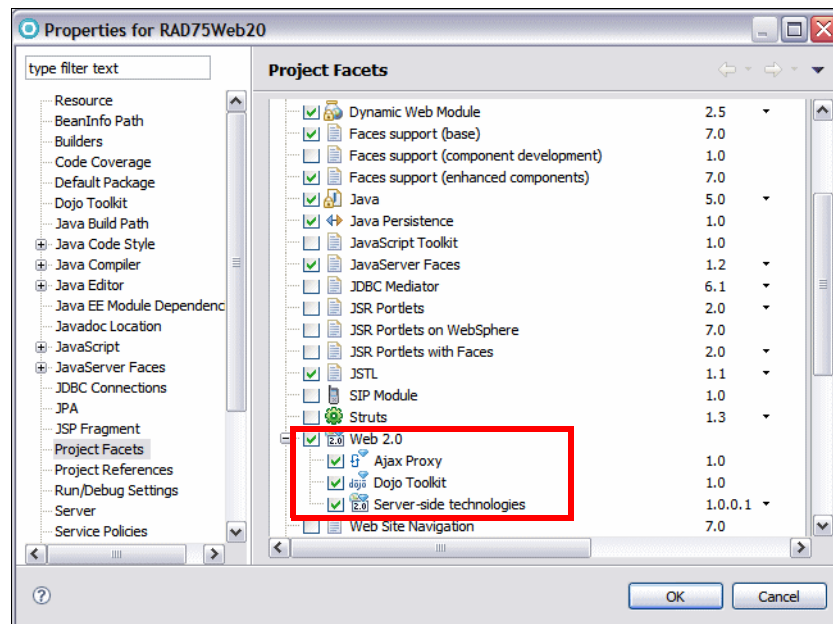 Properties for RAD75Web20
type filter text
Resource
BeanInfo Path
Builders
Code Coverage
Default Package
Dojo Toolkit
Java Build Path
Java Code Style
Java Compiler
Java Editor
Java EE Module Dependenc
Javadoc Location
JavaScript
JavaServer Faces
JDBC Connections
JPA
JSP Fragment
Project Facets
Project References
Run/Debug Settings
Server
Service Policies
Project Facets
Dynamic Web Module 2.5
Faces support (base) 7.0
Faces support (component development) 1.0
Faces support (enhanced components) 7.0
Java 5.0
Java Persistence 1.0
JavaScript Toolkit 1.0
JavaServer Faces 1.2
JDBC Mediator 6.1
JSR Portlets 2.0
JSR Portlets on WebSphere 7.0
JSR Portlets with Faces 2.0
JSTL 1.1
SIP Module 1.0
Struts 1.3
2.0 Web 2.0
Ajax Proxy 1.0
dojo Dojo Toolkit 1.0
2.0 Server-side technologies 1.0.0.1
Web Site Navigation 7.0
?
OK
Cancel